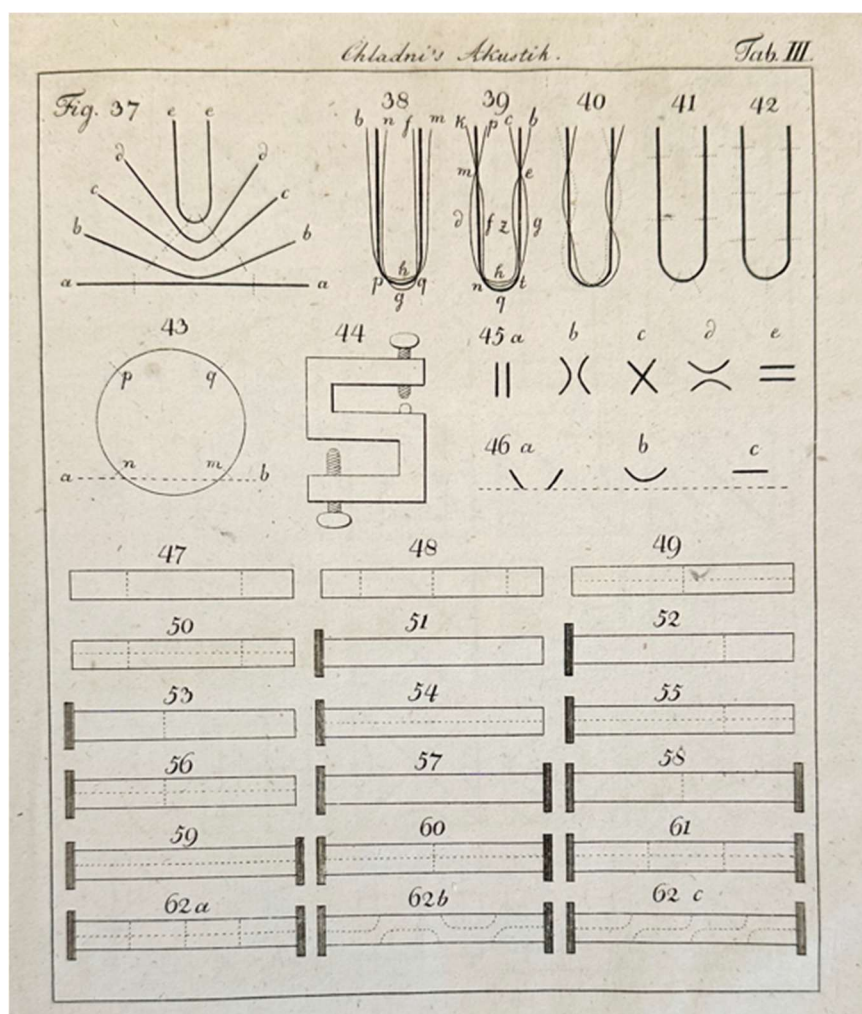 Chladni's Akustik. Tab. III.
Fig. 37 38 39 40 41 42
e e b n f m k p c b
∂ ∂ m e
c c ∂ f z g
b b h h
a a p q n t
g q
43 44 45 a b c ∂ e
p q
46 a b c
a n m b
47 48 49
50 51 52
53 54 55
56 57 58
59 60 61
62 a 62 b 62 c